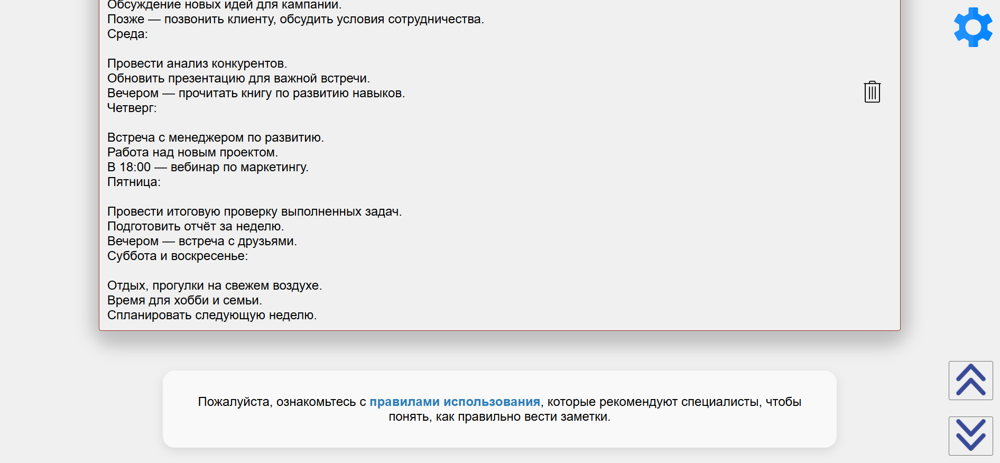 Обсуждение новых идей для кампании.
Позже — позвонить клиенту, обсудить условия сотрудничества.
Среда:
Провести анализ конкурентов.
Обновить презентацию для важной встречи.
Вечером — прочитать книгу по развитию навыков.
Четверг:
Встреча с менеджером по развитию.
Работа над новым проектом.
В 18:00 — вебинар по маркетингу.
Пятница:
Провести итоговую проверку выполненных задач.
Подготовить отчёт за неделю.
Вечером — встреча с друзьями.
Суббота и воскресенье:
Отдых, прогулки на свежем воздухе.
Время для хобби и семьи.
Спланировать следующую неделю.
Пожалуйста, ознакомьтесь с правилами использования, которые рекомендуют специалисты, чтобы
понять, как правильно вести заметки.